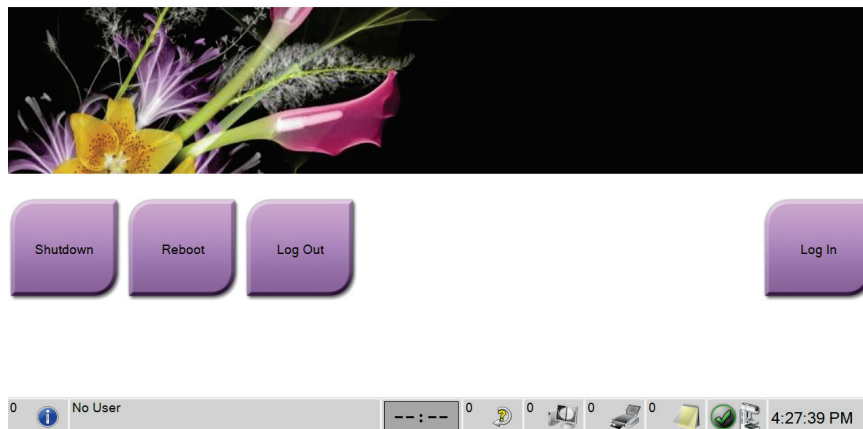 Shutdown
Reboot
Log Out
Log In
0
No User
--:--
0
0
0
0
4:27:39 PM